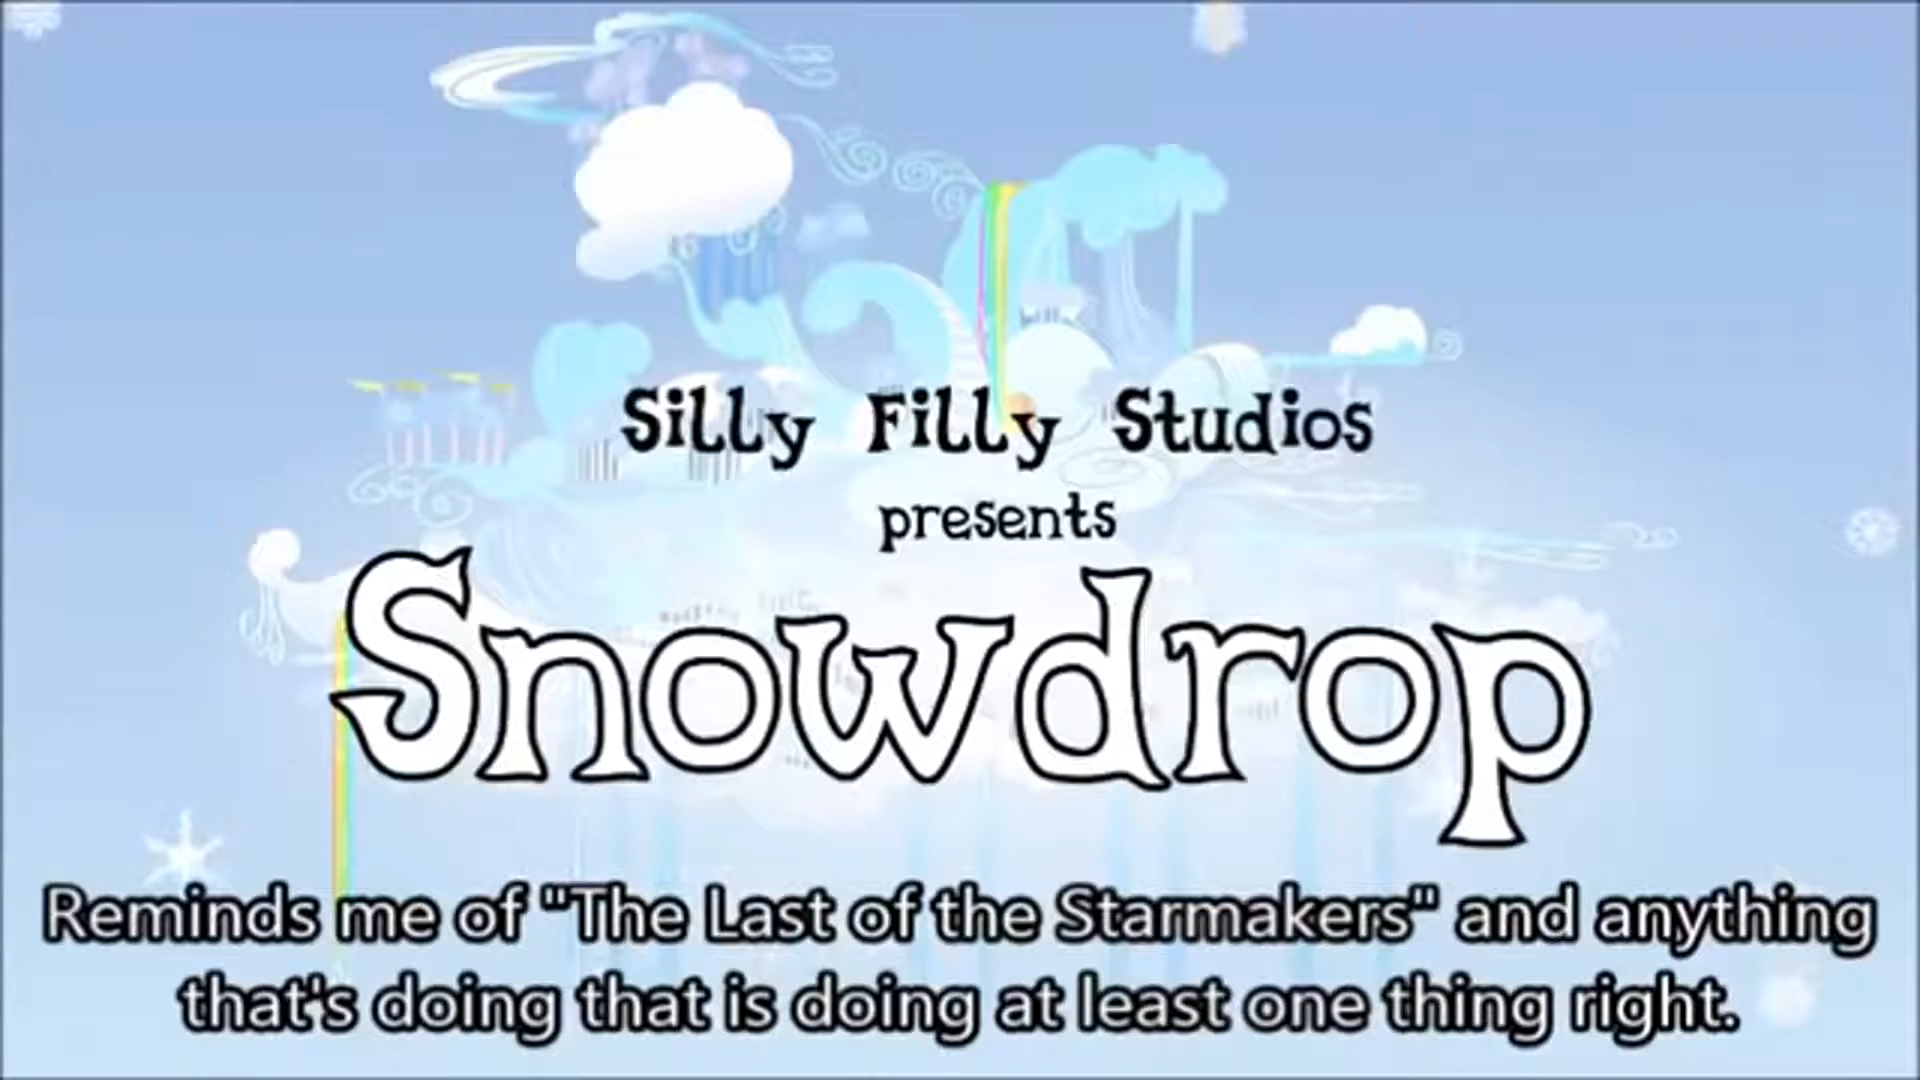 Silly Filly Studios
presents
Snowdrop
Reminds me of "The Last of the Starmakers" and anything
that's doing that is doing at least one thing right.